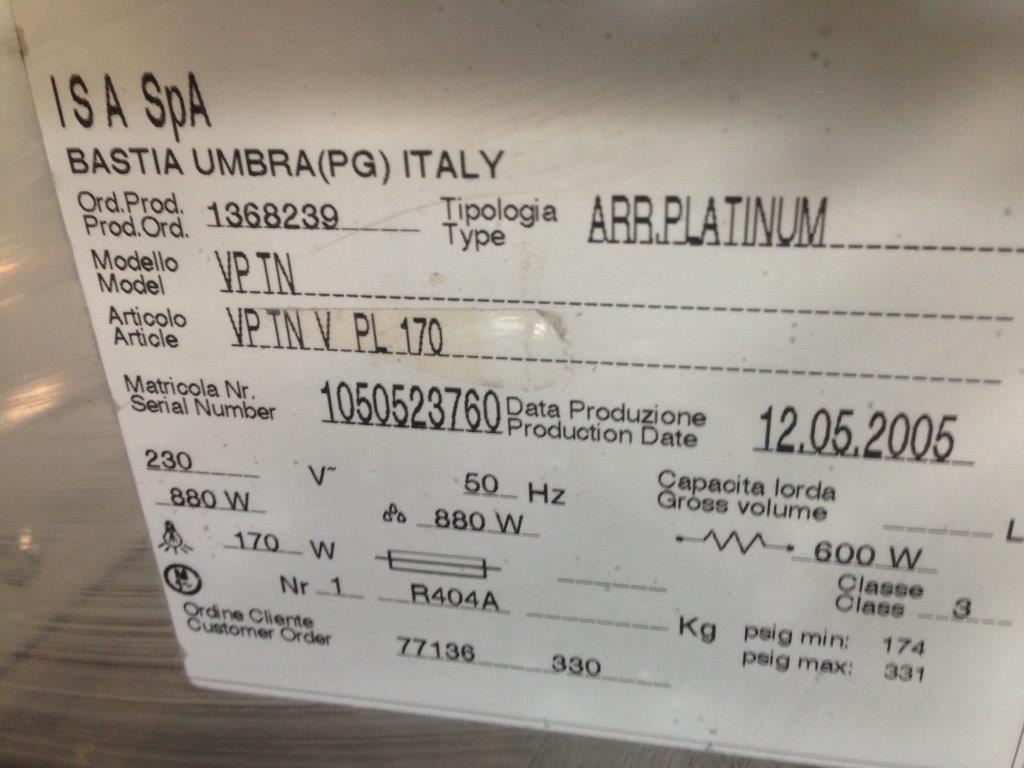 ISA SpA
BASTIA UMBRA(PG) ITALY
Ord.Prod. 1368239 Tipologia ARR.PLATINUM
Prod.Ord. Type
Modello VP TN
Model
Articolo VP TN V PL 170
Article
Matricola Nr. 1050523760 Data Produzione 12.05.2005
Serial Number Production Date
230 V~ 50 Hz Capacita lorda
Gross volume L
880 W 880 W 600 W
170 W
Classe
Nr 1 R404A Class 3
Kg psig min: 174
Ordine Cliente psig max: 331
Customer Order 77136 330